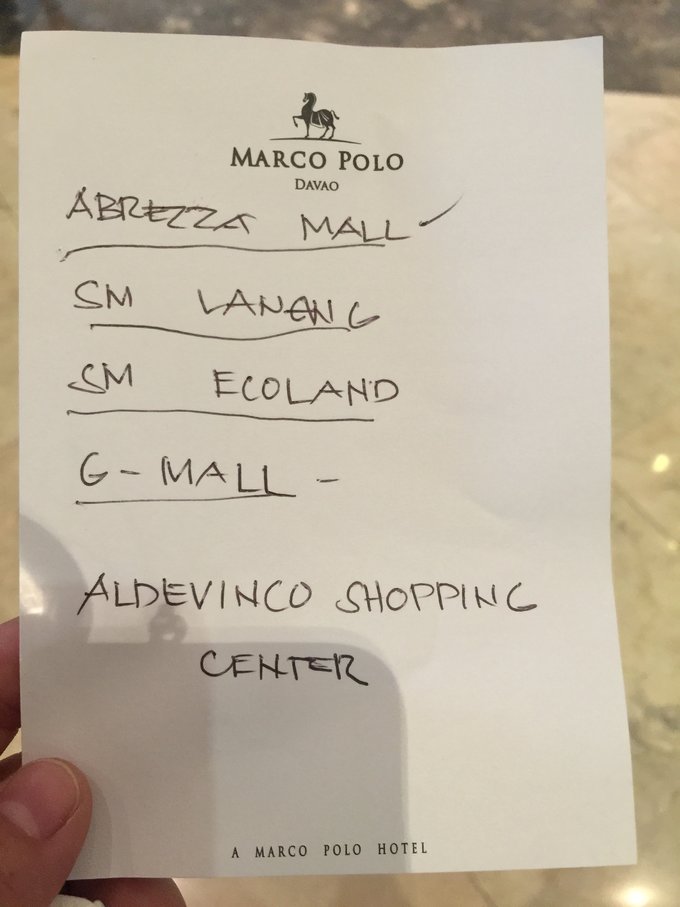 MARCO POLO
DAVAO
ABREZZA MALL ✓
SM LANANG
SM ECOLAND
G - MALL -
ALDEVINCO SHOPPING
CENTER
A MARCO POLO HOTEL